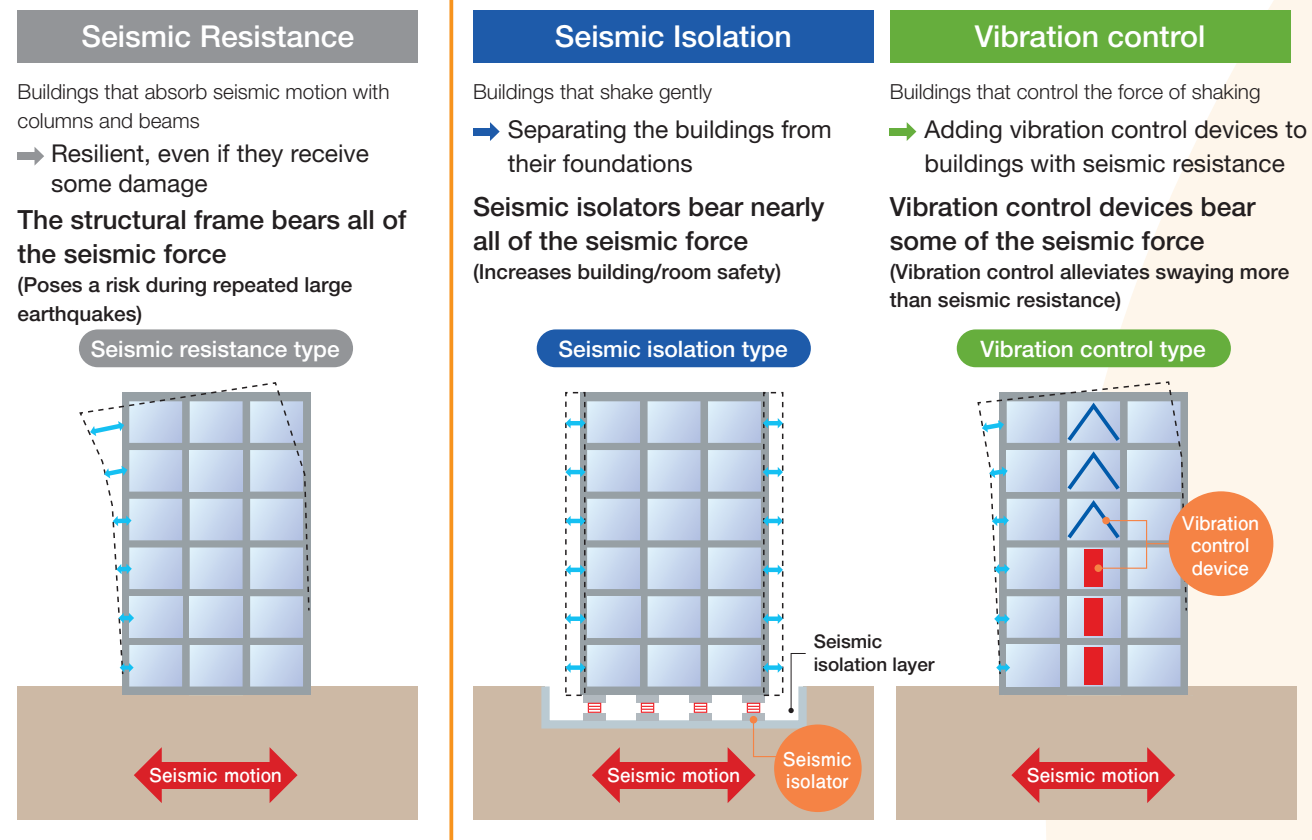 Seismic Resistance
Buildings that absorb seismic motion with
columns and beams
Resilient, even if they receive
some damage
The structural frame bears all of
the seismic force
(Poses a risk during repeated large
earthquakes)
Seismic resistance type
Seismic motion
Seismic Isolation
Buildings that shake gently
Separating the buildings from
their foundations
Seismic isolators bear nearly
all of the seismic force
(Increases building/room safety)
Seismic isolation type
Seismic
isolation layer
Seismic
isolator
Seismic motion
Vibration control
Buildings that control the force of shaking
Adding vibration control devices to
buildings with seismic resistance
Vibration control devices bear
some of the seismic force
(Vibration control alleviates swaying more
than seismic resistance)
Vibration control type
Vibration
control
device
Seismic motion